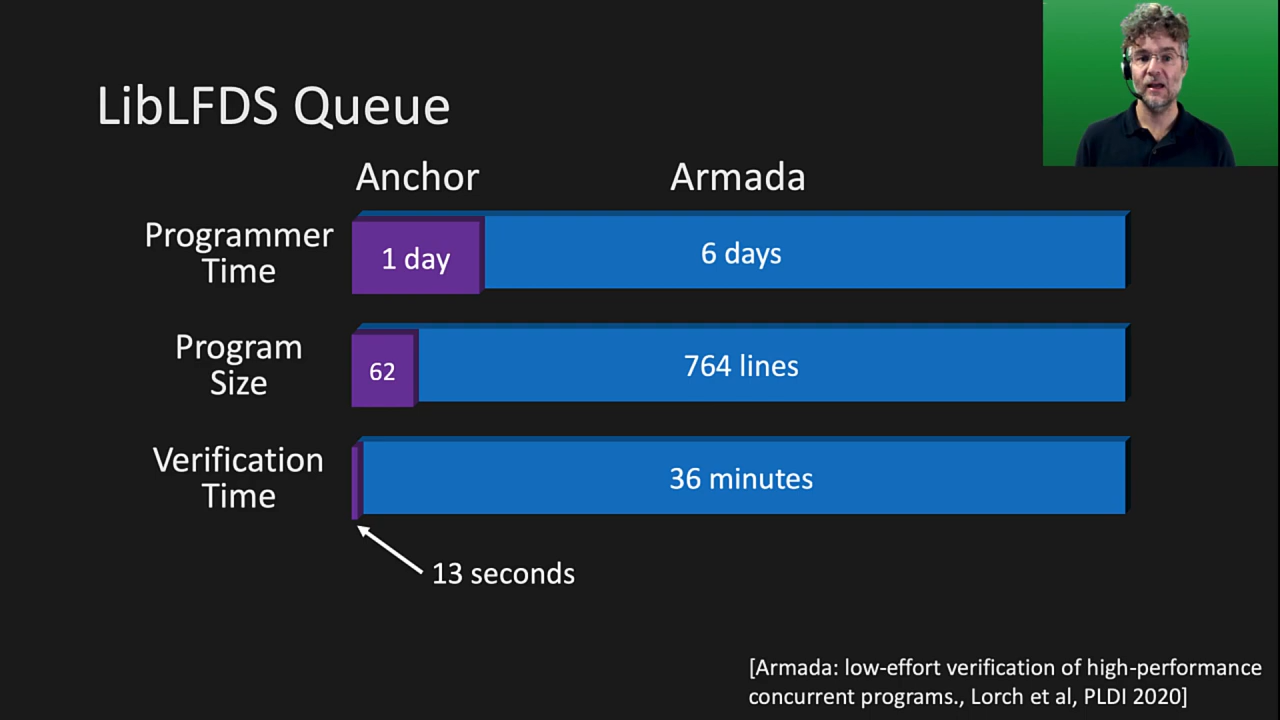 LibLFDS Queue
Anchor
Armada
Programmer
Time
1 day
6 days
Program
Size
62
764 lines
Verification
Time
36 minutes
13 seconds
[Armada: low-effort verification of high-performance
concurrent programs., Lorch et al, PLDI 2020]